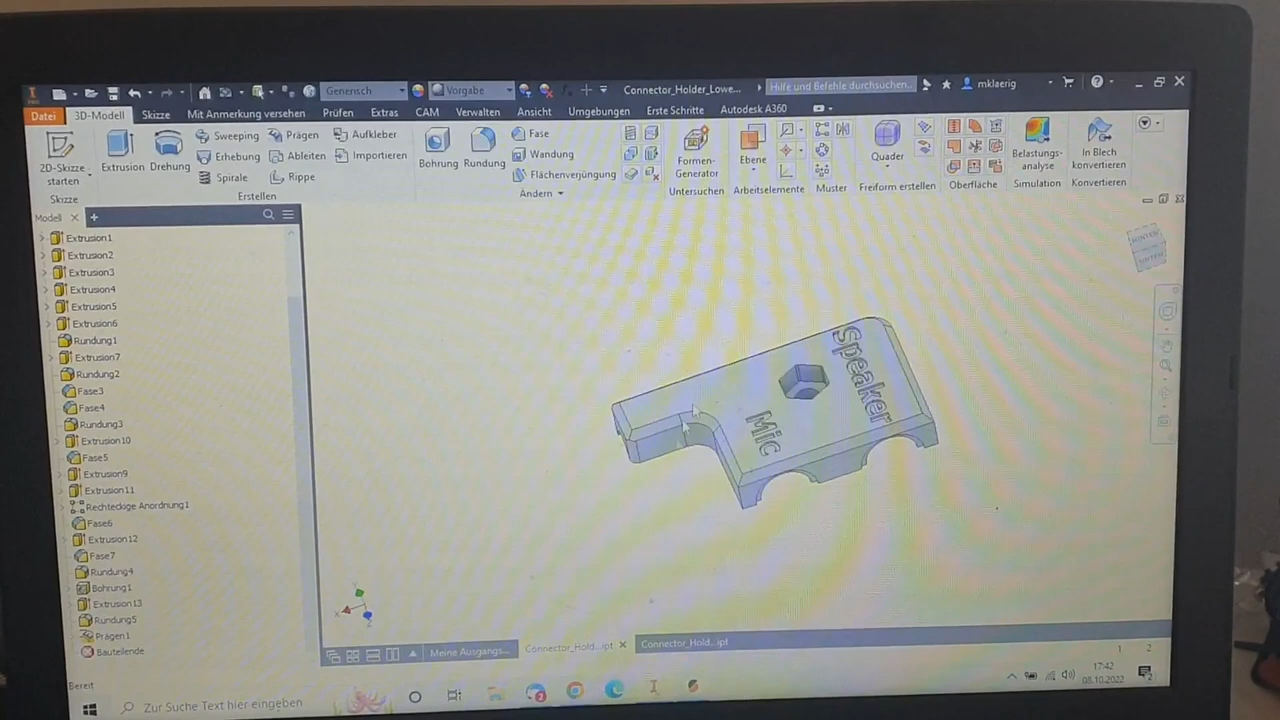 Generisch
Vorgabe
Connector_Holder_Lowe...
Hilfe und Befehle durchsuchen...
mklaerig
Datei
3D-Modell
Skizze
Mit Anmerkung versehen
Prüfen
Extras
CAM
Verwalten
Ansicht
Umgebungen
Erste Schritte
Autodesk A360
2D-Skizze
starten
Skizze
Extrusion
Drehung
Sweeping
Erhebung
Spirale
Prägen
Ableiten
Rippe
Aufkleber
Importieren
Erstellen
Bohrung
Rundung
Fase
Wandung
Flächenverjüngung
Ändern
Formen-
Generator
Untersuchen
Ebene
Arbeitselemente
Muster
Quader
Freiform erstellen
Oberfläche
Belastungs-
analyse
Simulation
In Blech
konvertieren
Konvertieren
Modell
Extrusion1
Extrusion2
Extrusion3
Extrusion4
Extrusion5
Extrusion6
Rundung1
Extrusion7
Rundung2
Fase3
Fase4
Rundung3
Extrusion10
Fase5
Extrusion9
Extrusion11
Rechteckige Anordnung1
Fase6
Extrusion12
Fase7
Rundung4
Bohrung1
Extrusion13
Rundung5
Prägen1
Bauteilende
HINTEN
Speaker
Mic
Meine Ausgangs...
Connector_Hold...ipt
Connector_Hold...ipt
Bereit
1 2
Zur Suche Text hier eingeben
17:42
08.10.2022